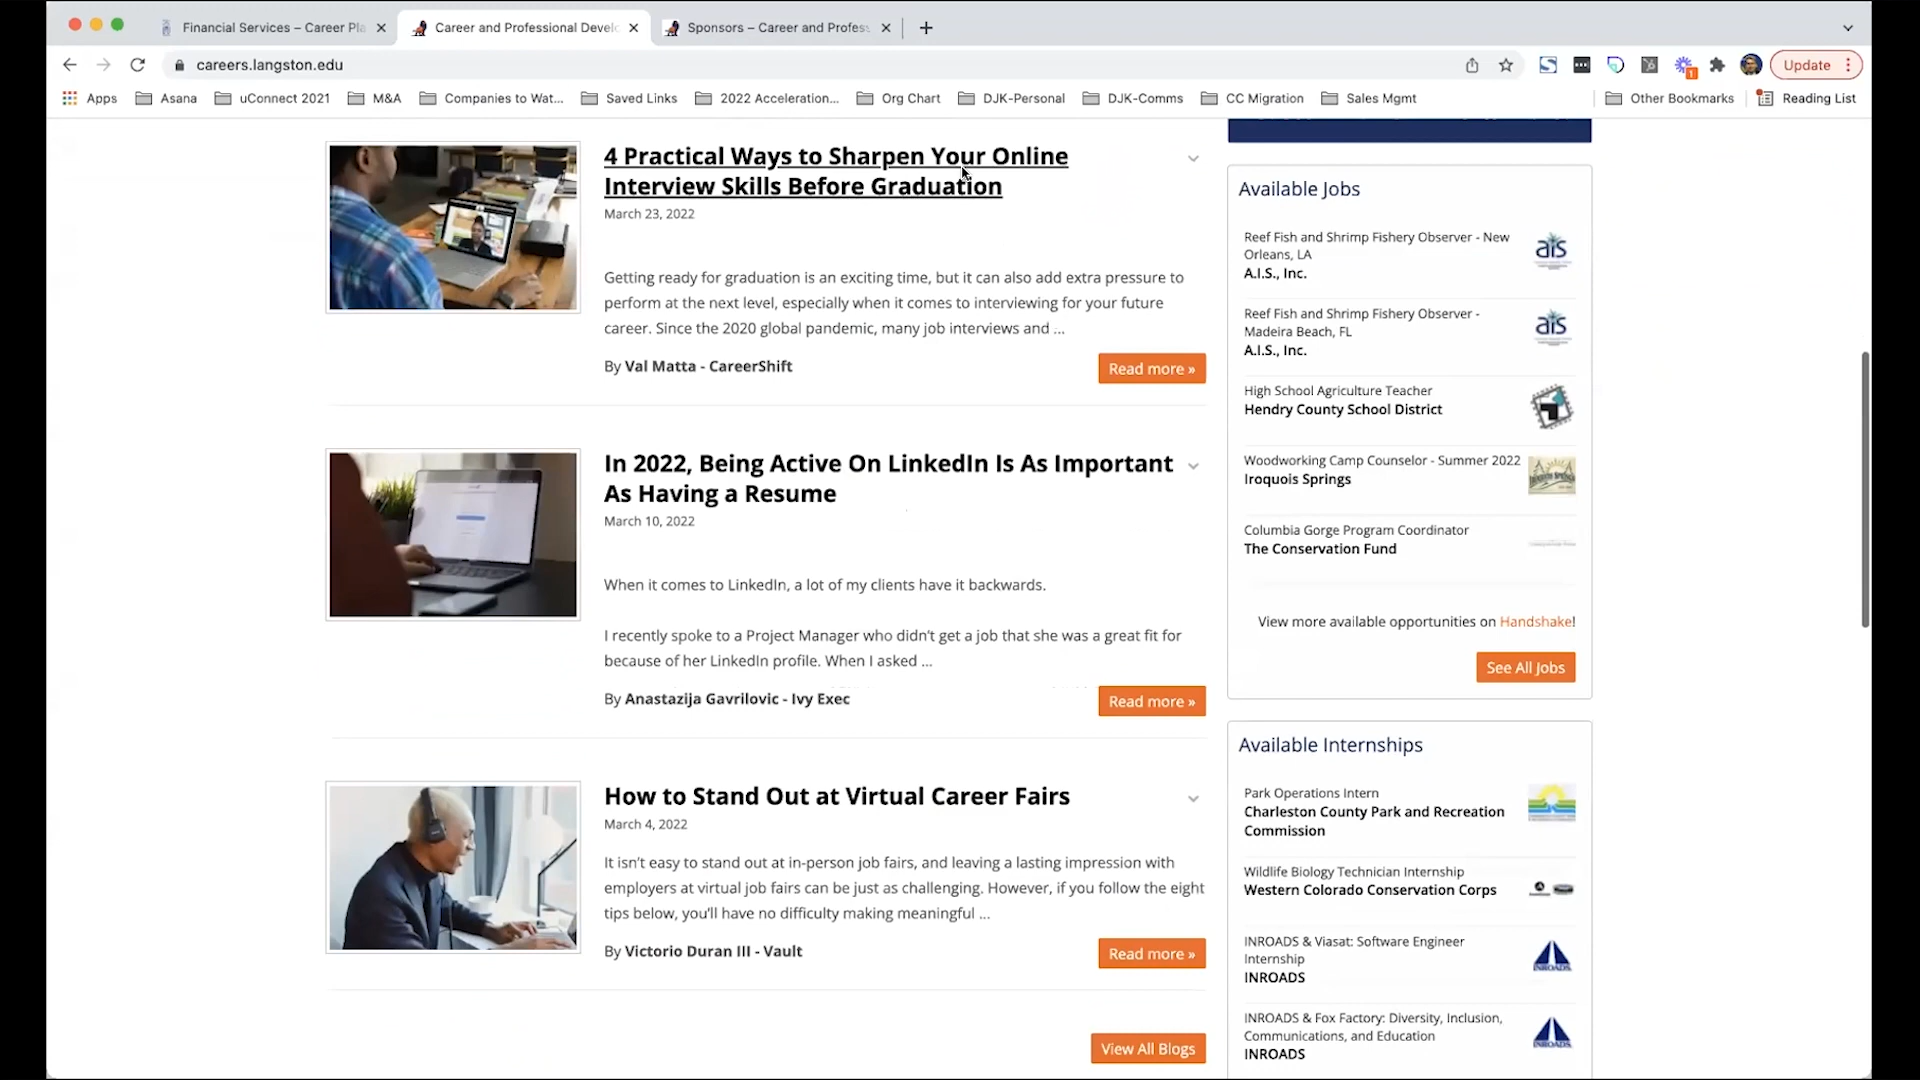 Financial Services – Career Pla
Career and Professional Develo
Sponsors – Career and Profess
careers.langston.edu
Update
Apps
Asana
uConnect 2021
M&A
Companies to Wat...
Saved Links
2022 Acceleration...
Org Chart
DJK-Personal
DJK-Comms
CC Migration
Sales Mgmt
Other Bookmarks
Reading List
4 Practical Ways to Sharpen Your Online
Interview Skills Before Graduation
March 23, 2022
Getting ready for graduation is an exciting time, but it can also add extra pressure to
perform at the next level, especially when it comes to interviewing for your future
career. Since the 2020 global pandemic, many job interviews and ...
By Val Matta - CareerShift
Read more »
In 2022, Being Active On LinkedIn Is As Important
As Having a Resume
March 10, 2022
When it comes to LinkedIn, a lot of my clients have it backwards.
I recently spoke to a Project Manager who didn't get a job that she was a great fit for
because of her LinkedIn profile. When I asked ...
By Anastazija Gavrilovic - Ivy Exec
Read more »
How to Stand Out at Virtual Career Fairs
March 4, 2022
It isn't easy to stand out at in-person job fairs, and leaving a lasting impression with
employers at virtual job fairs can be just as challenging. However, if you follow the eight
tips below, you'll have no difficulty making meaningful ...
By Victorio Duran III - Vault
Read more »
View All Blogs
Available Jobs
Reef Fish and Shrimp Fishery Observer - New
Orleans, LA
A.I.S., Inc.
ais
Reef Fish and Shrimp Fishery Observer -
Madeira Beach, FL
A.I.S., Inc.
ais
High School Agriculture Teacher
Hendry County School District
Woodworking Camp Counselor - Summer 2022
Iroquois Springs
Columbia Gorge Program Coordinator
The Conservation Fund
View more available opportunities on Handshake!
See All Jobs
Available Internships
Park Operations Intern
Charleston County Park and Recreation
Commission
Wildlife Biology Technician Internship
Western Colorado Conservation Corps
INROADS & Viasat: Software Engineer
Internship
INROADS
INROADS
INROADS & Fox Factory: Diversity, Inclusion,
Communications, and Education
INROADS
INROADS